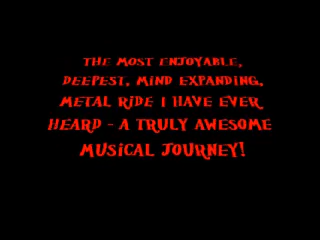 THE MOST ENJOYABLE,
DEEPEST, MIND EXPANDING,
METAL RIDE I HAVE EVER
HEARD - A TRULY AWESOME
MUSICAL JOURNEY!